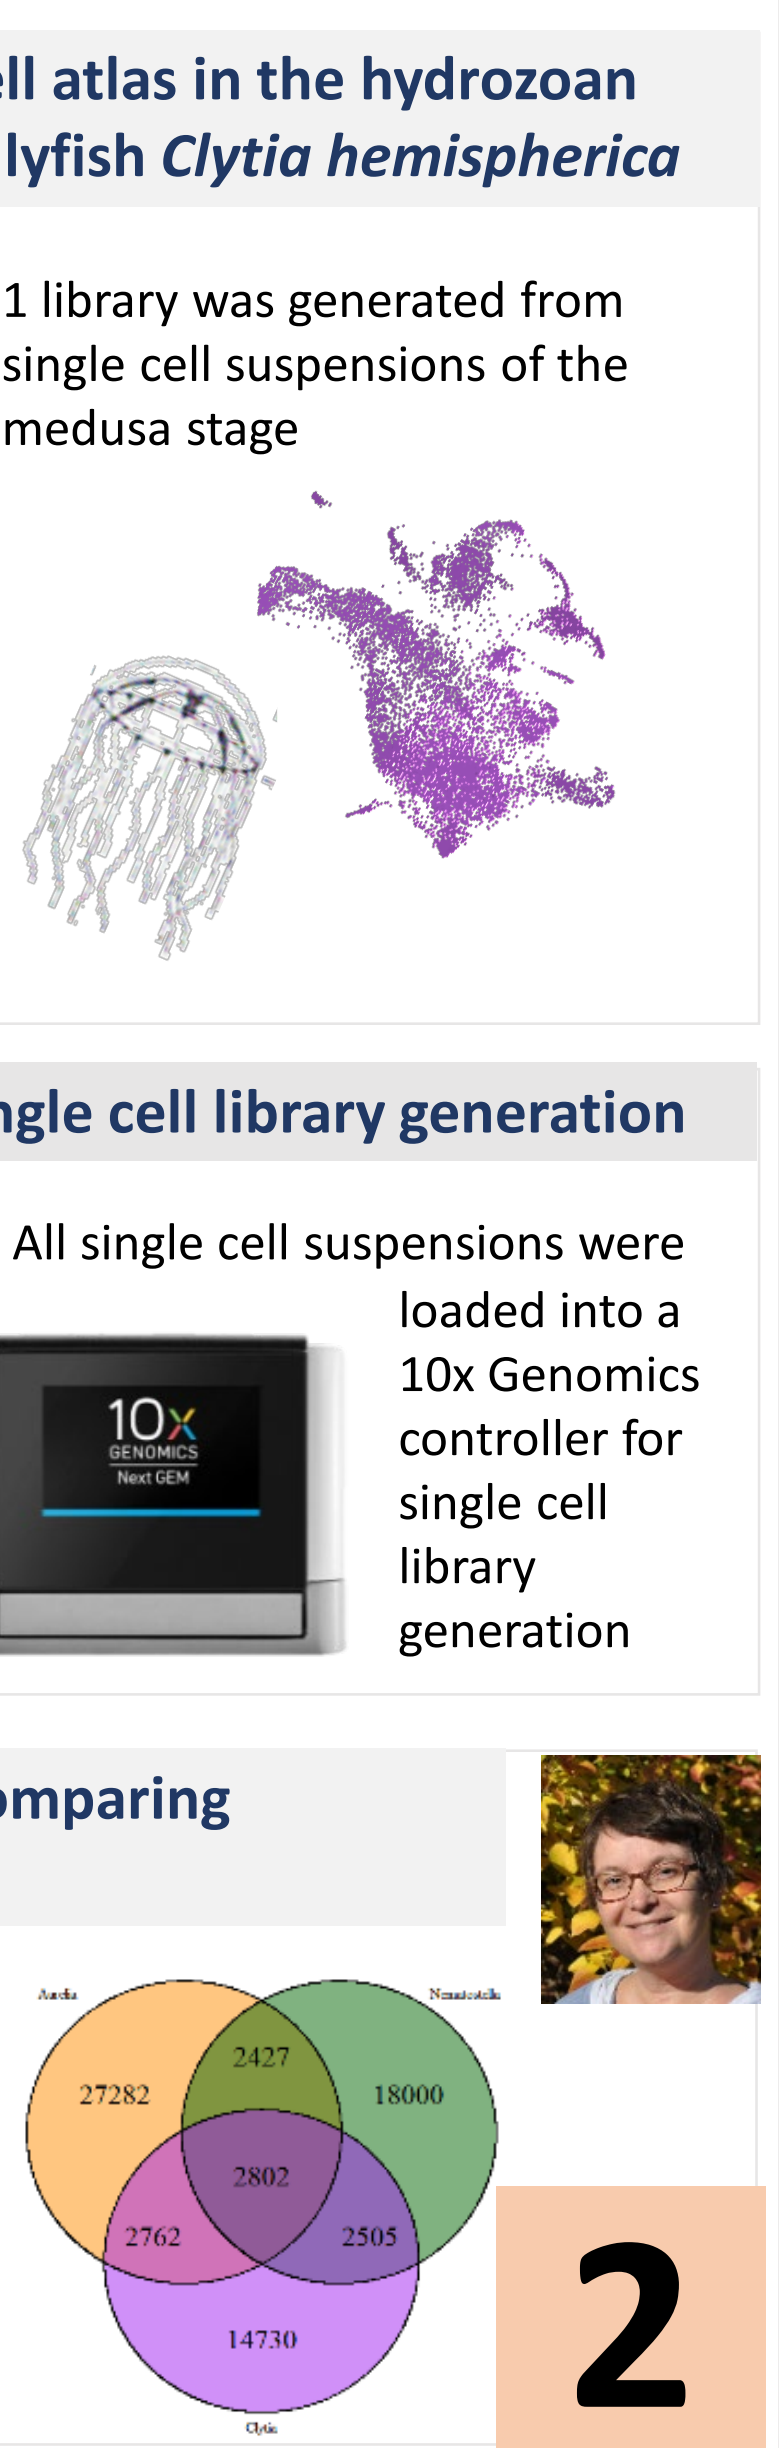 ll atlas in the hydrozoan
lyfish Clytia hemispherica
1 library was generated from
single cell suspensions of the
medusa stage
ngle cell library generation
All single cell suspensions were
loaded into a
10x Genomics
controller for
single cell
library
generation
10x
GENOMICS
Next GEM
omparing
Aurelia
Nematostella
2427
27282
18000
2802
2762
2505
14730
Clytia
2